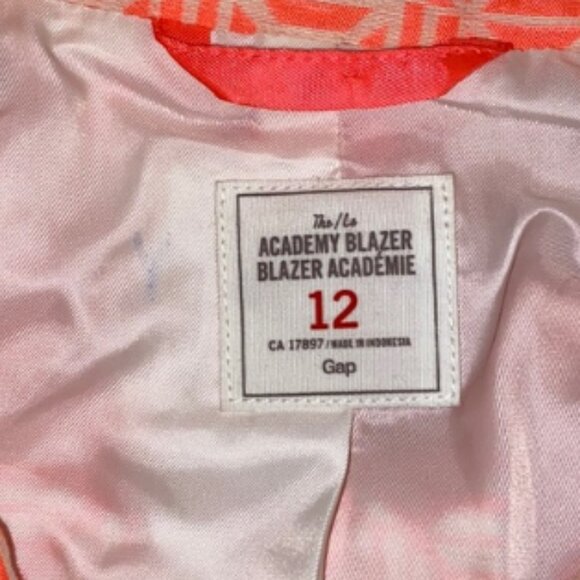 The/Le
ACADEMY BLAZER
BLAZER ACADÉMIE
12
CA 17897/MADE IN INDONESIA
Gap